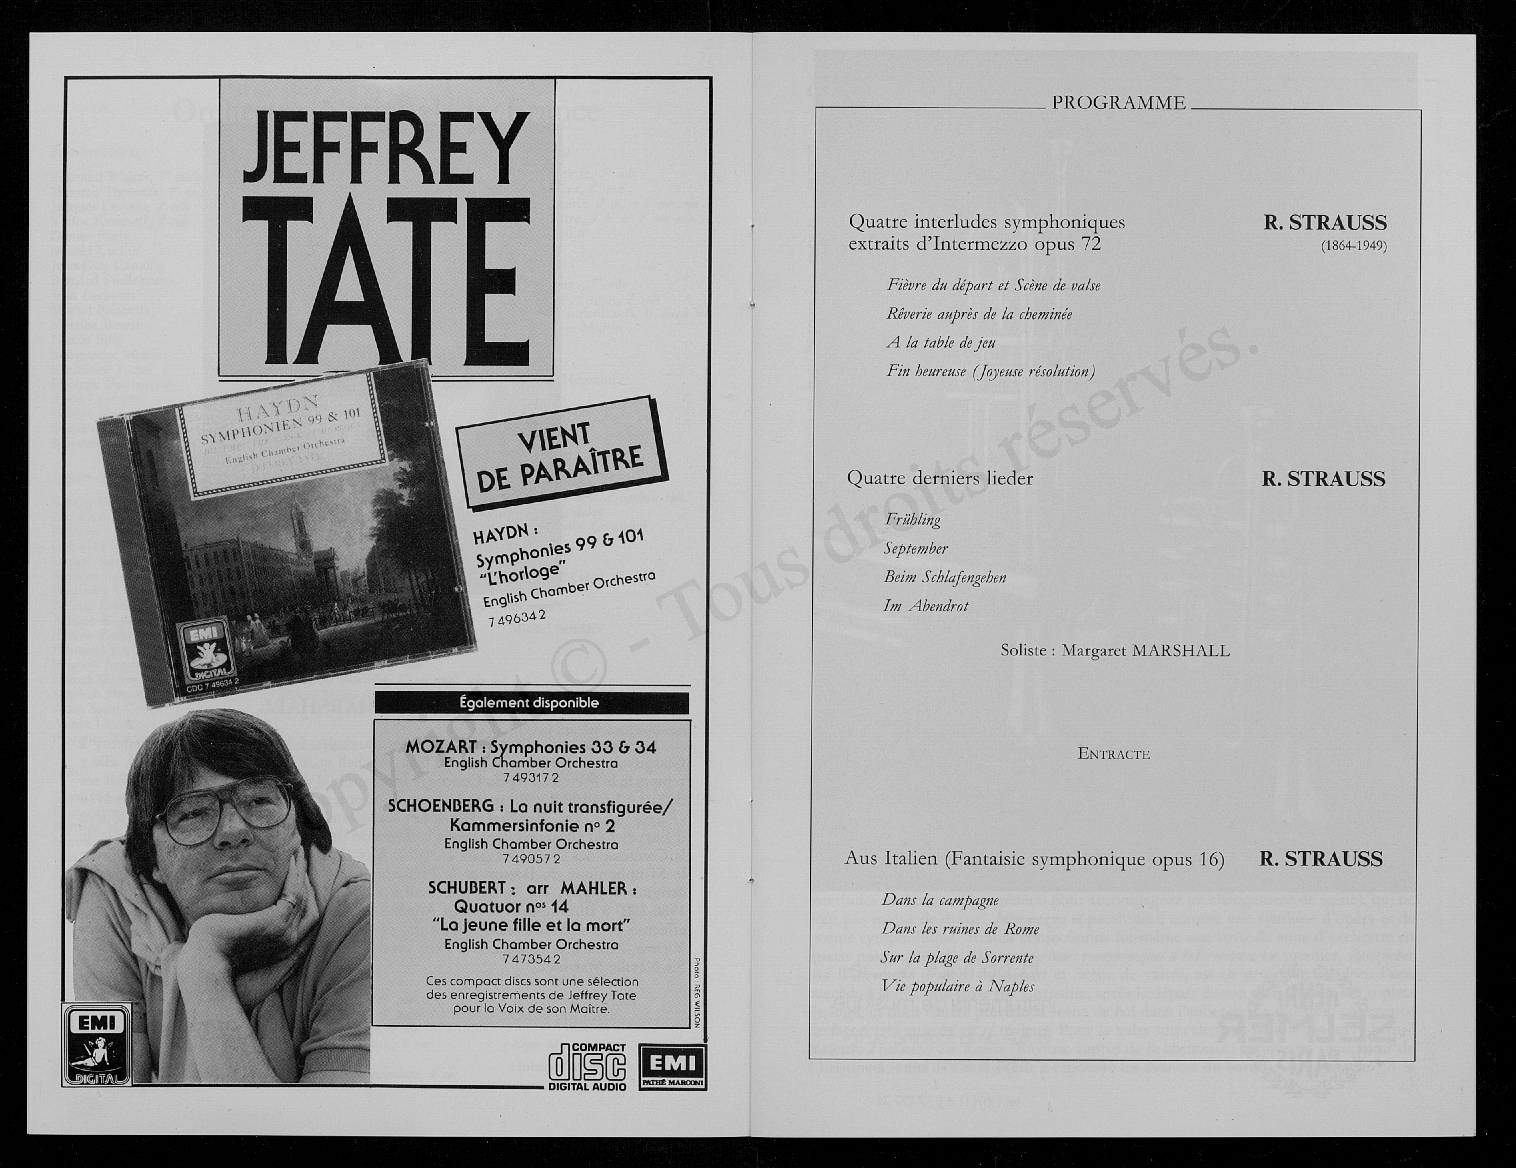 JEFFREY
TATE
HAYDN
SYMPHONIEN 99 & 101
English Chamber Orchestra
EMI
DIGITAL
CDC 7 49634 2
VIENT
DE PARAÎTRE
HAYDN :
Symphonies 99 & 101
"L'horloge"
English Chamber Orchestra
7 49634 2
Également disponible
MOZART : Symphonies 33 & 34
English Chamber Orchestra
7 49317 2
SCHOENBERG : La nuit transfigurée/
Kammersinfonie nº 2
English Chamber Orchestra
7 49057 2
SCHUBERT : arr MAHLER :
Quatuor nos 14
"La jeune fille et la mort"
English Chamber Orchestra
7 47354 2
Ces compact discs sont une sélection
des enregistrements de Jeffrey Tate
pour la Voix de son Maître.
Photo : REG WILSON
EMI
DIGITAL
COMPACT
disc
DIGITAL AUDIO
EMI
PATHÉ MARCONI
PROGRAMME
Quatre interludes symphoniques R. STRAUSS
extraits d'Intermezzo opus 72 (1864-1949)
Fièvre du départ et Scène de valse
Rêverie auprès de la cheminée
A la table de jeu
Fin heureuse (Joyeuse résolution)
Quatre derniers lieder R. STRAUSS
Frühling
September
Beim Schlafengehen
Im Abendrot
Soliste : Margaret MARSHALL
ENTRACTE
Aus Italien (Fantaisie symphonique opus 16) R. STRAUSS
Dans la campagne
Dans les ruines de Rome
Sur la plage de Sorrente
Vie populaire à Naples
Copyright © - Tous droits réservés.